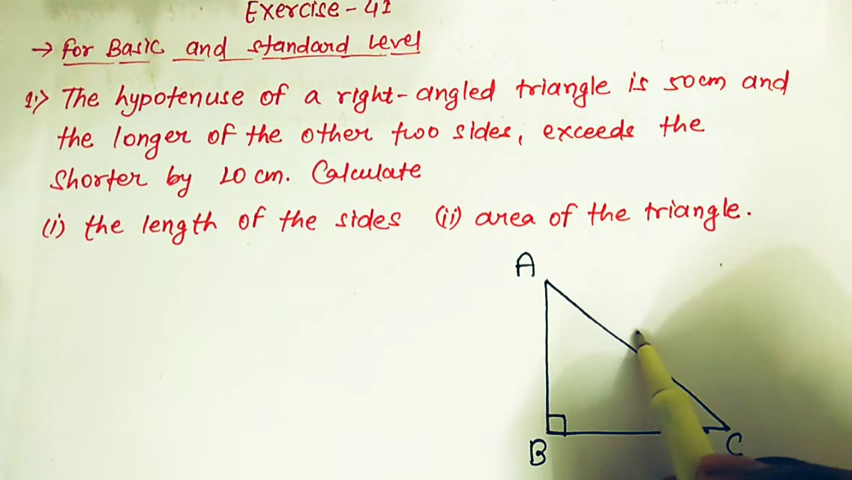 Exercise - 41
→ for Basic and standard level
1.) The hypotenuse of a right-angled triangle is 50cm and
the longer of the other two sides, exceeds the
shorter by 10 cm. Calculate
(i) the length of the sides (ii) area of the triangle.
A
B
C